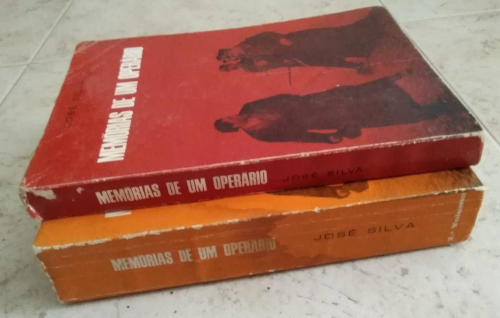 MEMÓRIAS DE UM OPERÁRIO
MEMÓRIAS DE UM OPERÁRIO JOSÉ SILVA
MEMÓRIAS DE UM OPERÁRIO JOSÉ SILVA